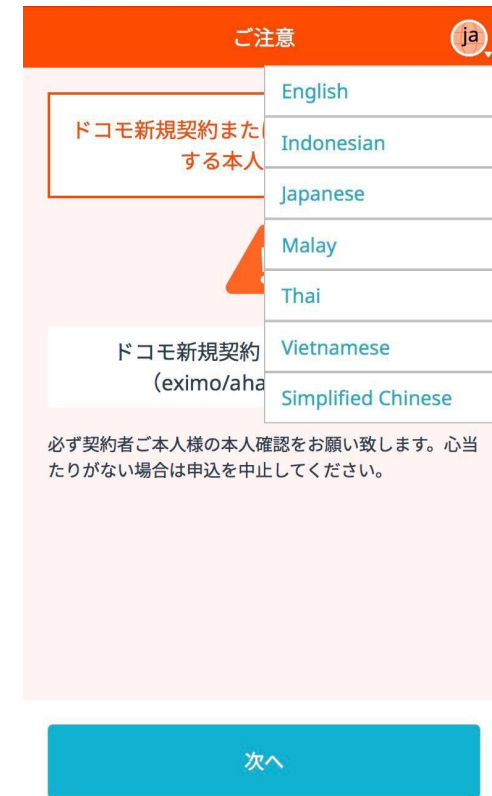 ご注意
ja
ドコモ新規契約また
する本人
English
Indonesian
Japanese
Malay
Thai
Vietnamese
Simplified Chinese
ドコモ新規契約
（eximo/aha
必ず契約者ご本人様の本人確認をお願い致します。心当
たりがない場合は申込を中止してください。
次へ